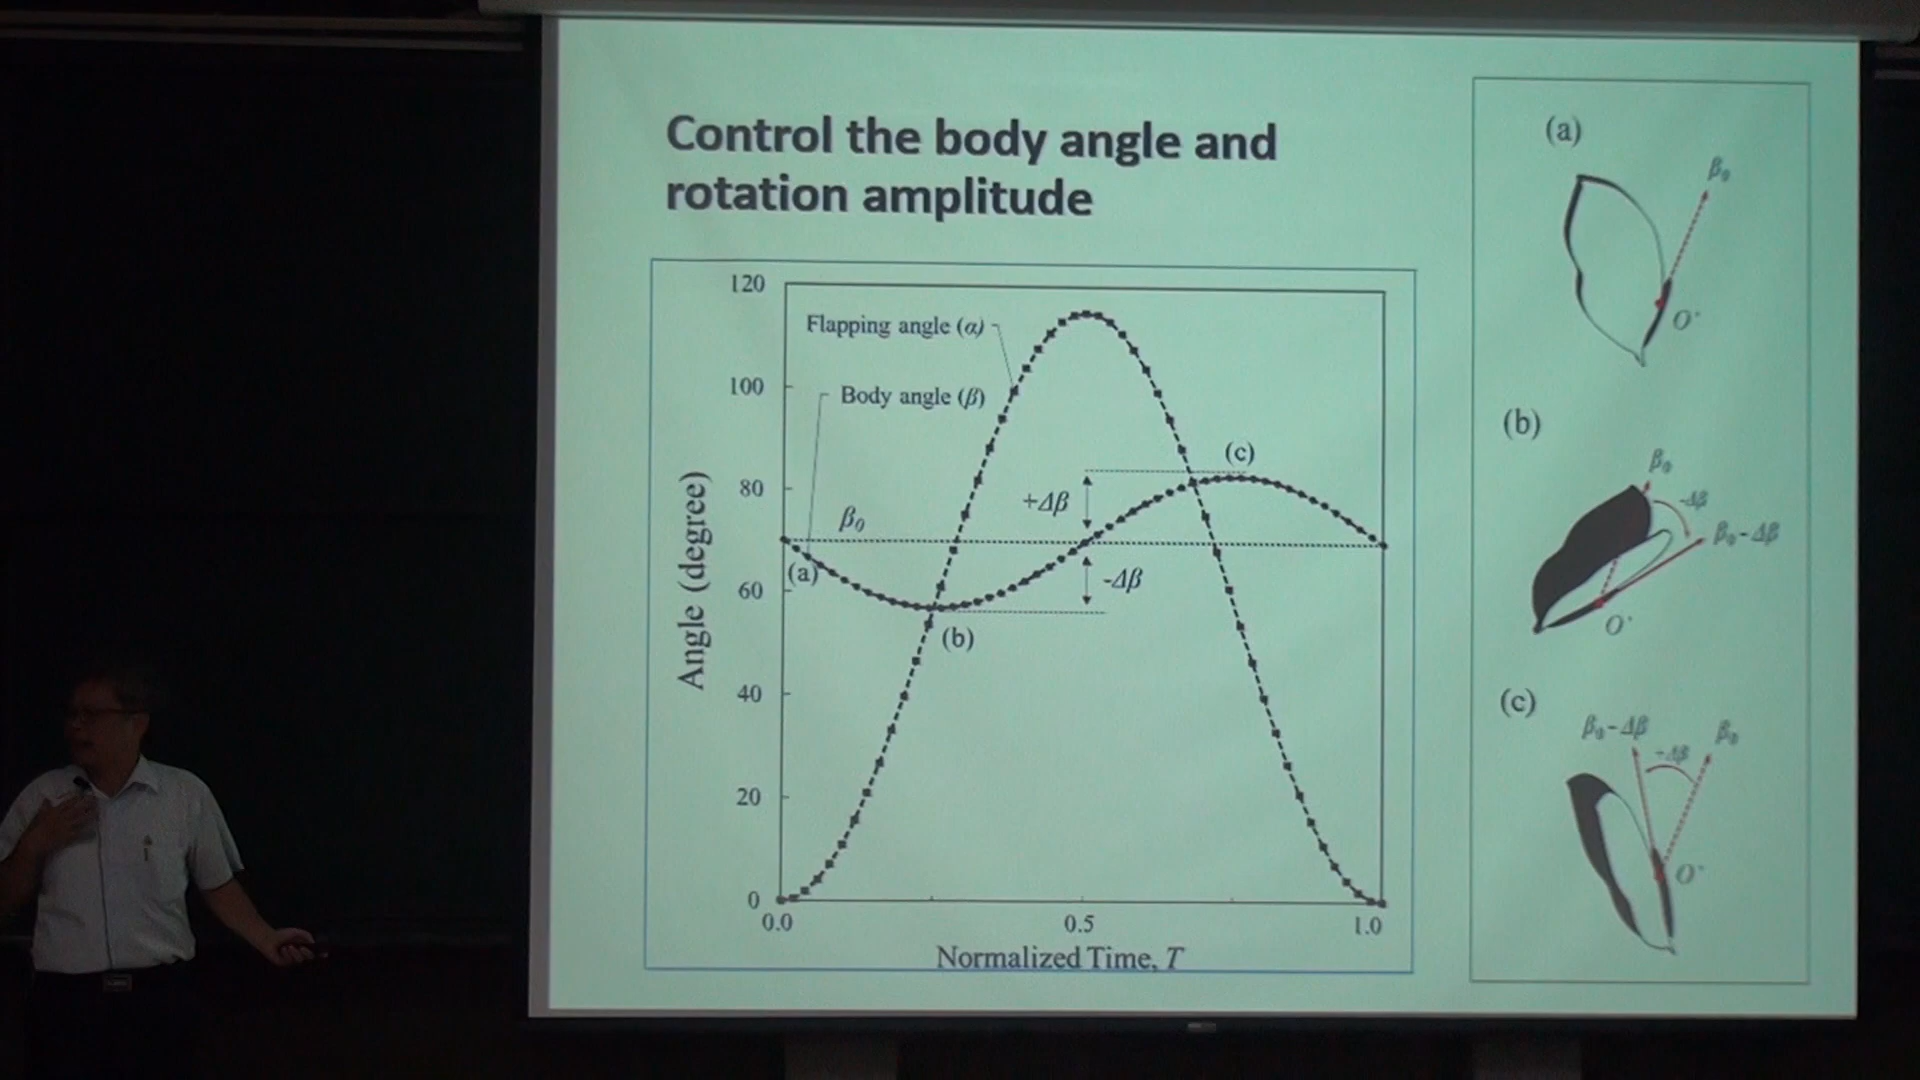 Control the body angle and
rotation amplitude
120
100
80
60
40
20
0
0.0
0.5
1.0
Angle (degree)
Normalized Time, T
Flapping angle (α)
Body angle (β)
β₀
(a)
(b)
(c)
+Δβ
-Δβ
(a)
β₀
O'
(b)
β₀
-Δβ
β₀-Δβ
O'
(c)
β₀-Δβ
+Δβ
β₀
O'